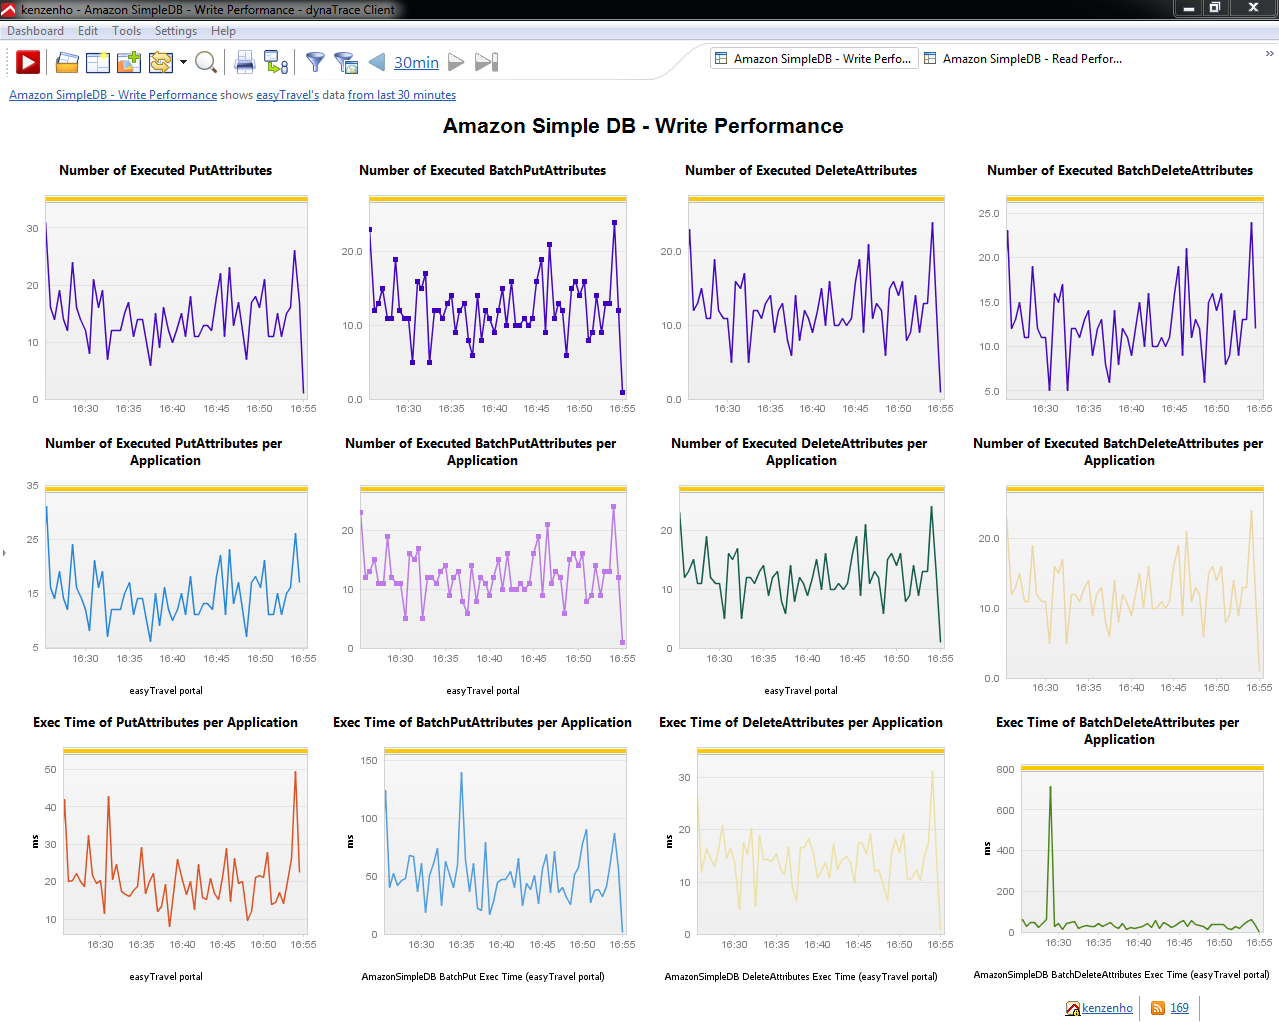 kenzenho - Amazon SimpleDB - Write Performance - dynaTrace Client
Dashboard Edit Tools Settings Help
30min
Amazon SimpleDB - Write Perfo...
Amazon SimpleDB - Read Perfor...
»
Amazon SimpleDB - Write Performance shows easyTravel's data from last 30 minutes
Amazon Simple DB - Write Performance
Number of Executed PutAttributes
30
20
10
0
16:30 16:35 16:40 16:45 16:50 16:55
Number of Executed BatchPutAttributes
20.0
10.0
0.0
16:30 16:35 16:40 16:45 16:50 16:55
Number of Executed DeleteAttributes
20.0
10.0
0.0
16:30 16:35 16:40 16:45 16:50 16:55
Number of Executed BatchDeleteAttributes
25.0
20.0
15.0
10.0
5.0
16:30 16:35 16:40 16:45 16:50 16:55
Number of Executed PutAttributes per
Application
35
25
15
5
16:30 16:35 16:40 16:45 16:50 16:55
easyTravel portal
Number of Executed BatchPutAttributes per
Application
20
10
0
16:30 16:35 16:40 16:45 16:50 16:55
easyTravel portal
Number of Executed DeleteAttributes per
Application
20
10
0
16:30 16:35 16:40 16:45 16:50 16:55
easyTravel portal
Number of Executed BatchDeleteAttributes per
Application
20.0
10.0
0.0
16:30 16:35 16:40 16:45 16:50 16:55
Exec Time of PutAttributes per Application
50
40
30
20
10
ms
16:30 16:35 16:40 16:45 16:50 16:55
easyTravel portal
Exec Time of BatchPutAttributes per Application
150
100
50
0
ms
16:30 16:35 16:40 16:45 16:50 16:55
AmazonSimpleDB BatchPut Exec Time (easyTravel portal)
Exec Time of DeleteAttributes per Application
30
20
10
0
ms
16:30 16:35 16:40 16:45 16:50 16:55
AmazonSimpleDB DeleteAttributes Exec Time (easyTravel portal)
Exec Time of BatchDeleteAttributes per
Application
800
600
400
200
0
ms
16:30 16:35 16:40 16:45 16:50 16:55
AmazonSimpleDB BatchDeleteAttributes Exec Time (easyTravel portal)
kenzenho
169